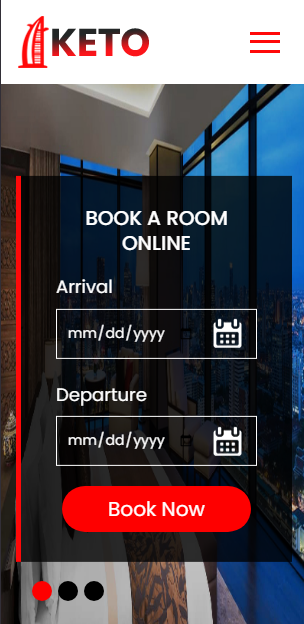 KETO
BOOK A ROOM
ONLINE
Arrival
mm/dd/yyyy
Departure
mm/dd/yyyy
Book Now